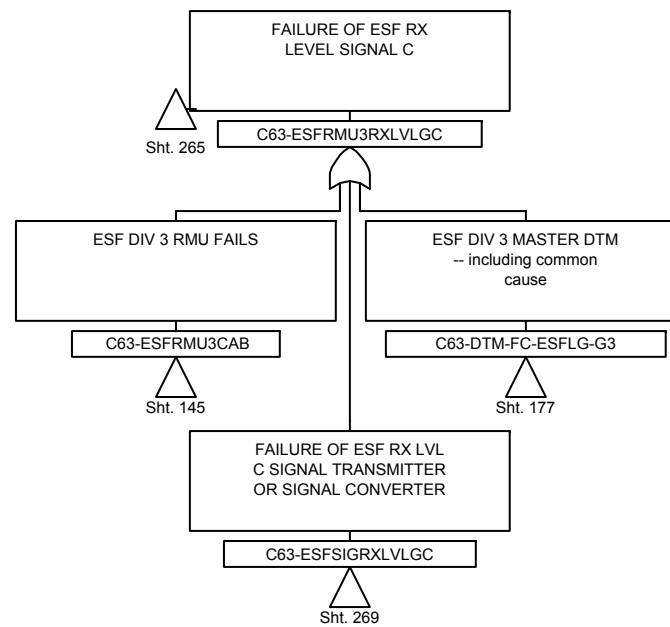 FAILURE OF ESF RX
LEVEL SIGNAL C
Sht. 265
C63-ESFRMU3RXLVLGC
ESF DIV 3 RMU FAILS
C63-ESFRMU3CAB
Sht. 145
ESF DIV 3 MASTER DTM
-- including common
cause
C63-DTM-FC-ESFLG-G3
Sht. 177
FAILURE OF ESF RX LVL
C SIGNAL TRANSMITTER
OR SIGNAL CONVERTER
C63-ESFSIGRXLVLGC
Sht. 269